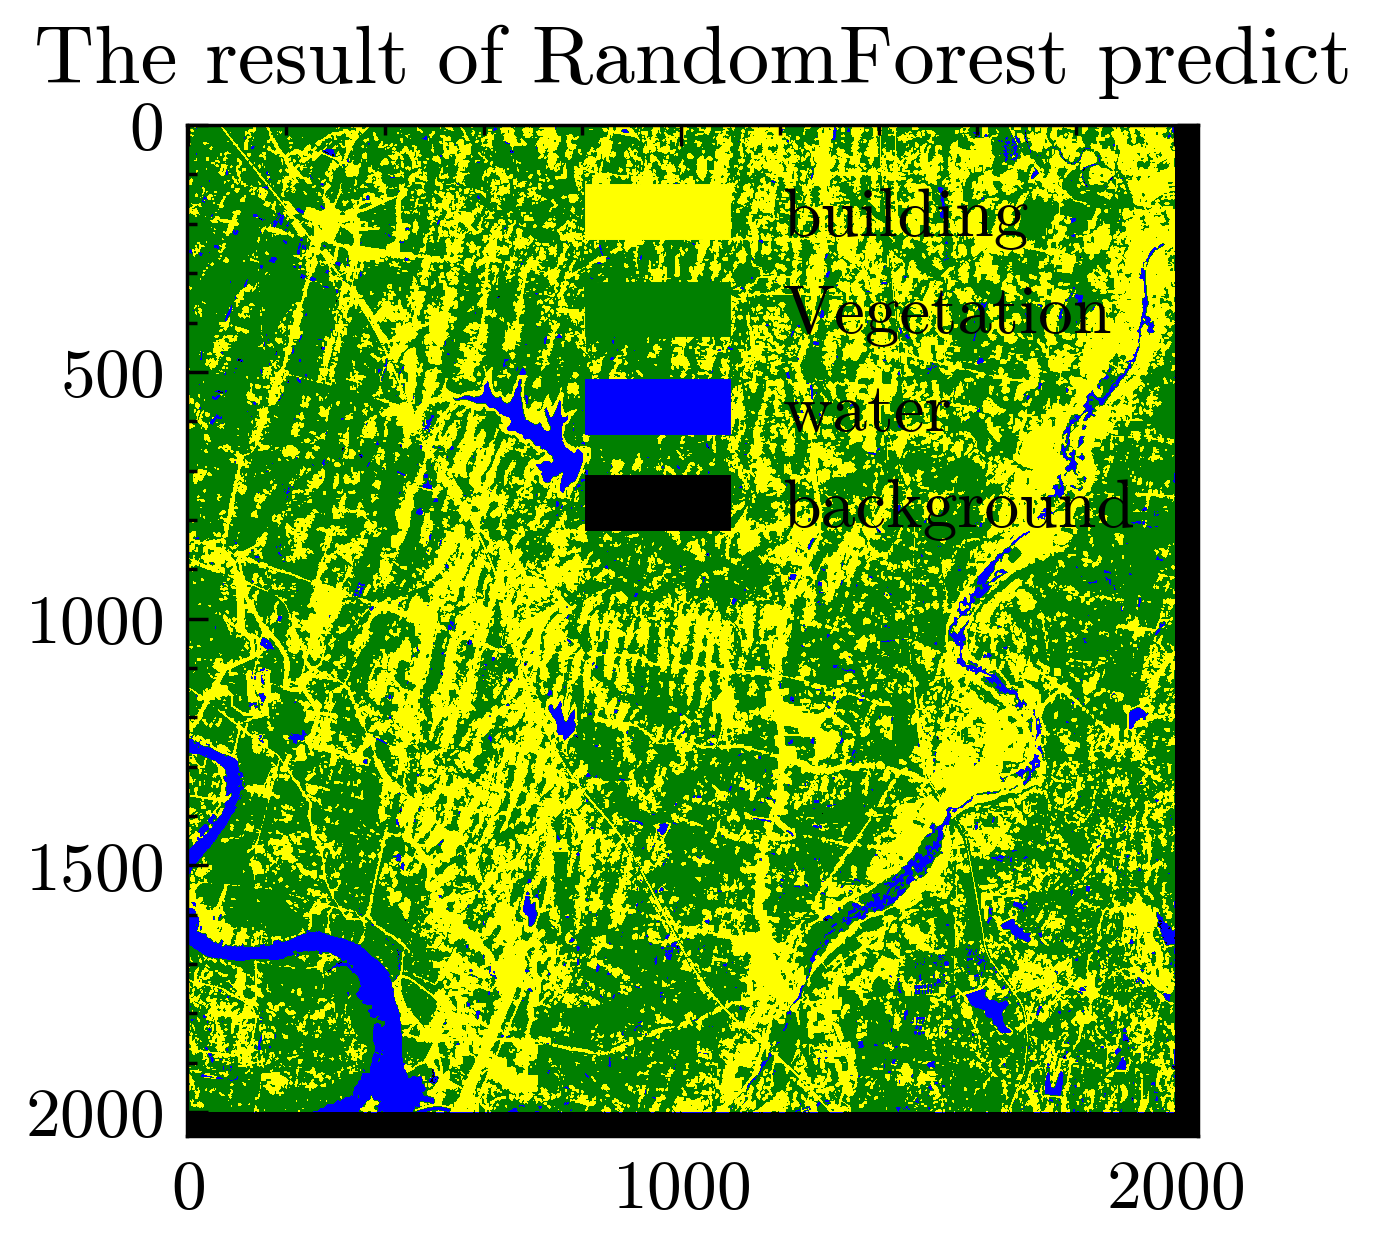 The result of RandomForest predict
0
building
Vegetation
500
water
background
1000
1500
2000
0 1000 2000